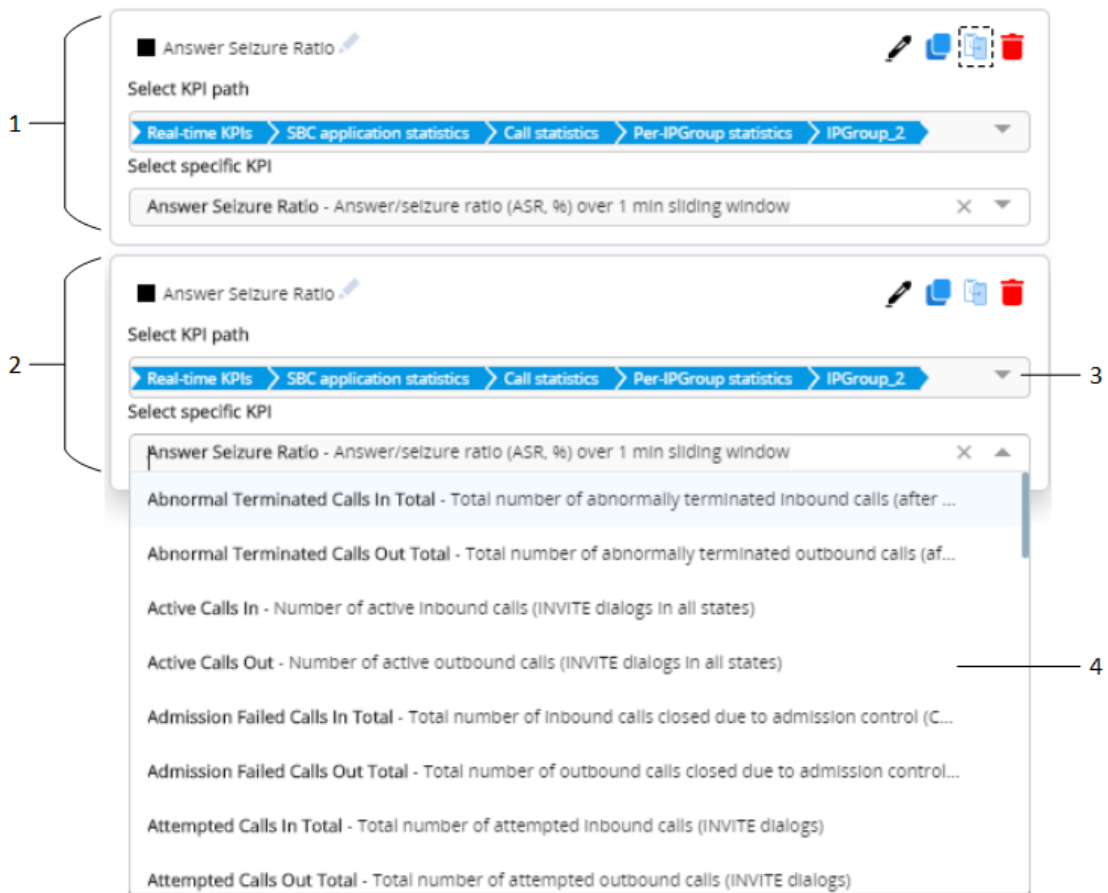 Answer Seizure Ratio
Select KPI path
1
Real-time KPIs SBC application statistics Call statistics Per-IPGroup statistics IPGroup_2
Select specific KPI
Answer Seizure Ratio - Answer/seizure ratio (ASR, %) over 1 min sliding window
Answer Seizure Ratio
Select KPI path
2
Real-time KPIs SBC application statistics Call statistics Per-IPGroup statistics IPGroup_2
3
Select specific KPI
Answer Seizure Ratio - Answer/seizure ratio (ASR, %) over 1 min sliding window
Abnormal Terminated Calls In Total - Total number of abnormally terminated inbound calls (after ...
Abnormal Terminated Calls Out Total - Total number of abnormally terminated outbound calls (af...
Active Calls In - Number of active inbound calls (INVITE dialogs in all states)
Active Calls Out - Number of active outbound calls (INVITE dialogs in all states)
4
Admission Failed Calls In Total - Total number of inbound calls closed due to admission control (C...
Admission Failed Calls Out Total - Total number of outbound calls closed due to admission control...
Attempted Calls In Total - Total number of attempted inbound calls (INVITE dialogs)
Attempted Calls Out Total - Total number of attempted outbound calls (INVITE dialogs)